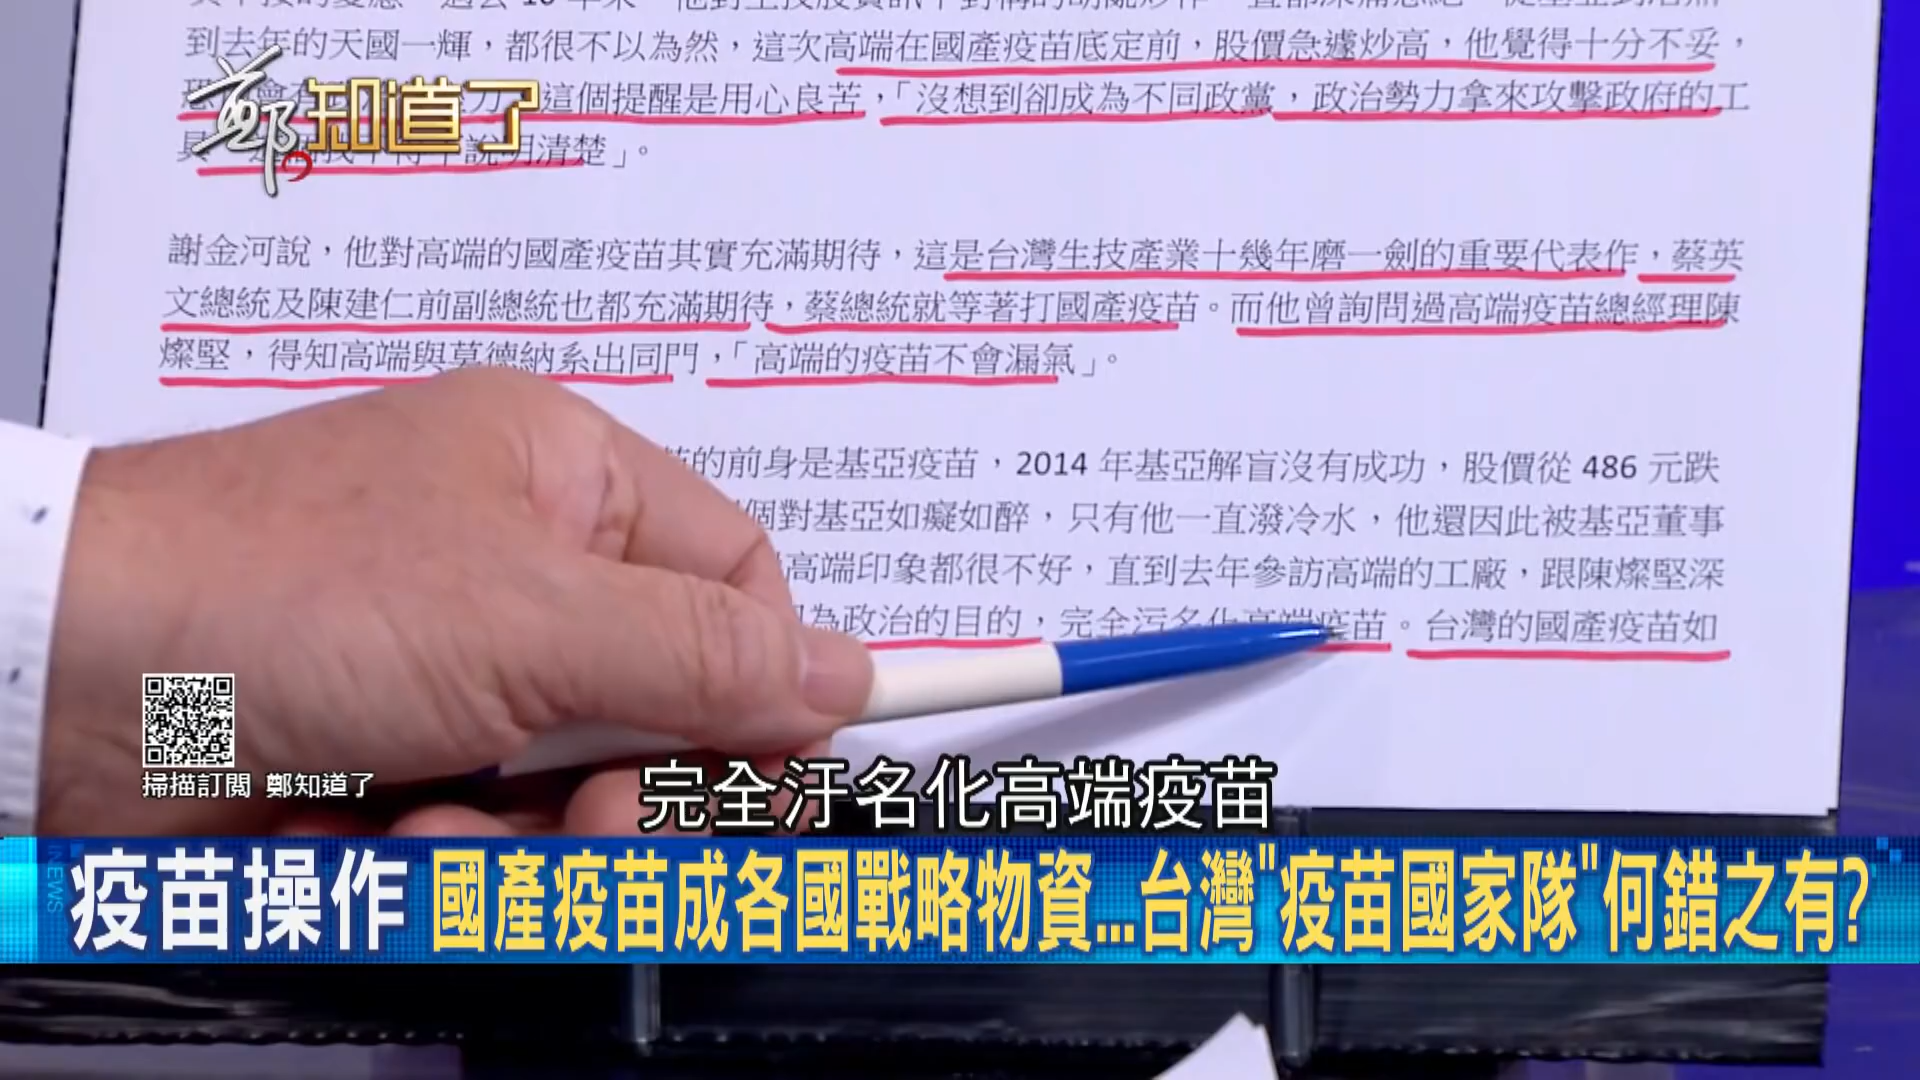 到去年的天國一輝，都很不以為然，這次高端在國產疫苗底定前，股價急遽炒高，他覺得十分不妥，
這個提醒是用心良苦，「沒想到卻成為不同政黨，政治勢力拿來攻擊政府的工
說明清楚」。
鄭知道了
謝金河說，他對高端的國產疫苗其實充滿期待，這是台灣生技產業十幾年磨一劍的重要代表作，蔡英
文總統及陳建仁前副總統也都充滿期待，蔡總統就等著打國產疫苗。而他曾詢問過高端疫苗總經理陳
燦堅，得知高端與莫德納系出同門，「高端的疫苗不會漏氣」。
的前身是基亞疫苗，2014 年基亞解盲沒有成功，股價從 486 元跌
個對基亞如癡如醉，只有他一直潑冷水，他還因此被基亞董事
高端印象都很不好，直到去年參訪高端的工廠，跟陳燦堅深
為政治的目的，完全污名化高端疫苗。台灣的國產疫苗如
掃描訂閱 鄭知道了
完全汙名化高端疫苗
NEWS
疫苗操作 國產疫苗成各國戰略物資...台灣"疫苗國家隊"何錯之有?